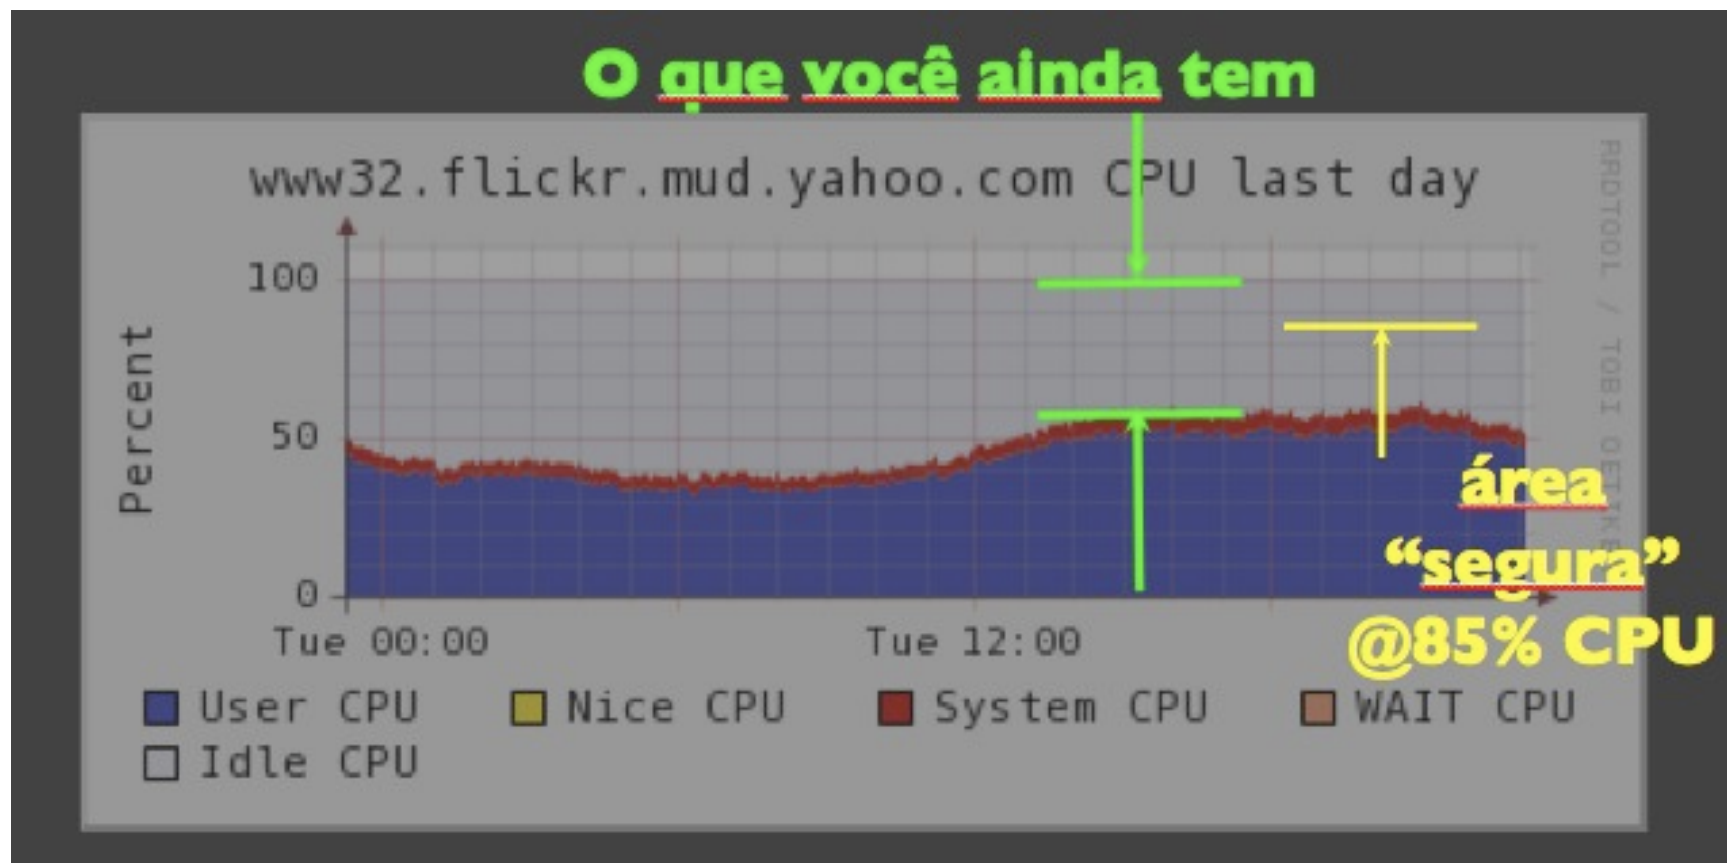 O que você ainda tem
www32.flickr.mud.yahoo.com CPU last day
RRDTOOL / TOBI OETIKER
Percent
100
50
0
área
“segura”
@85% CPU
Tue 00:00 Tue 12:00
User CPU Nice CPU System CPU WAIT CPU
Idle CPU